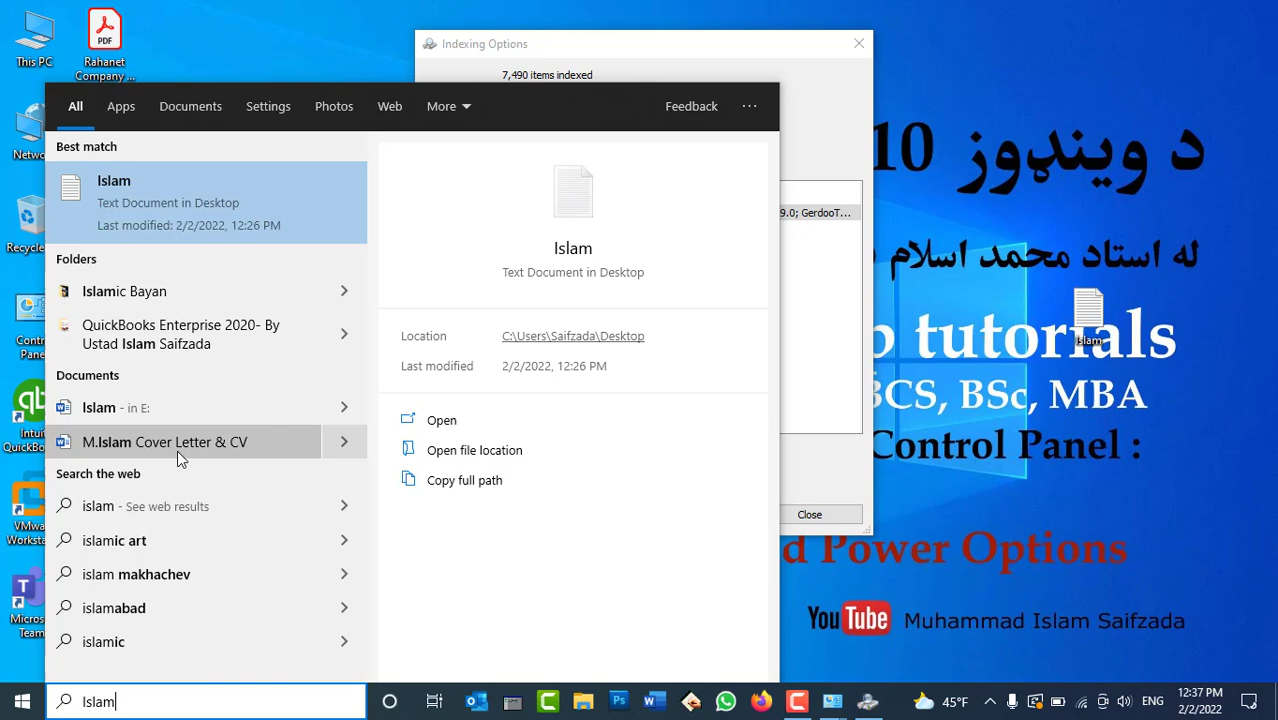 This PC
PDF
Rahanet
Company ...
Indexing Options
7,490 items indexed
All
Apps
Documents
Settings
Photos
Web
More
Feedback
Best match
Islam
Text Document in Desktop
Last modified: 2/2/2022, 12:26 PM
Folders
Islamic Bayan
QuickBooks Enterprise 2020- By
Ustad Islam Saifzada
Documents
Islam - in E:
M.Islam Cover Letter & CV
Search the web
islam - See web results
islamic art
islam makhachev
islamabad
islamic
Islam
Text Document in Desktop
Location
C:\Users\Saifzada\Desktop
Last modified
2/2/2022, 12:26 PM
Open
Open file location
Copy full path
9.0; GerdooT...
Close
د وینډوز 10
له استاد محمد اسلام
Islam
tutorials
BCS, BSc, MBA
Control Panel :
d Power Options
YouTube Muhammad Islam Saifzada
Islam
45°F
ENG
12:37 PM
2/2/2022